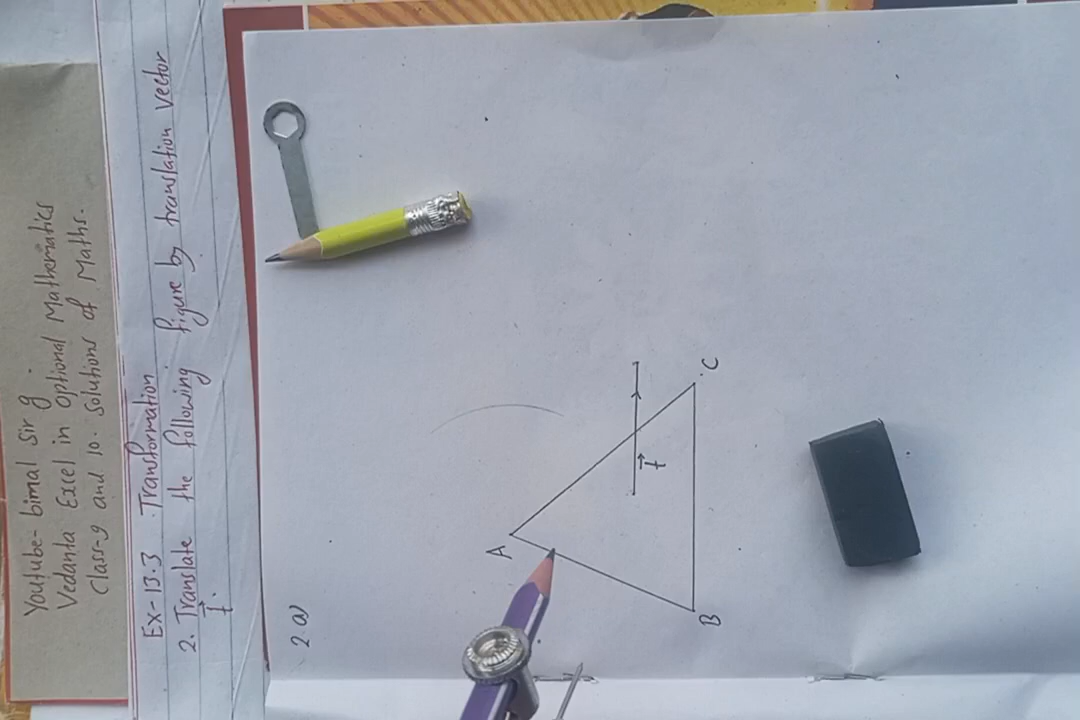 Youtube- bimal Sir g
Vedanta Excel in Optional Mathematics
Class-9 and 10. Solutions of Maths.
Ex-13.3 Transformation
2. Translate the following figure by translation vector
t⃗.
2 a)
A
t⃗
B
C